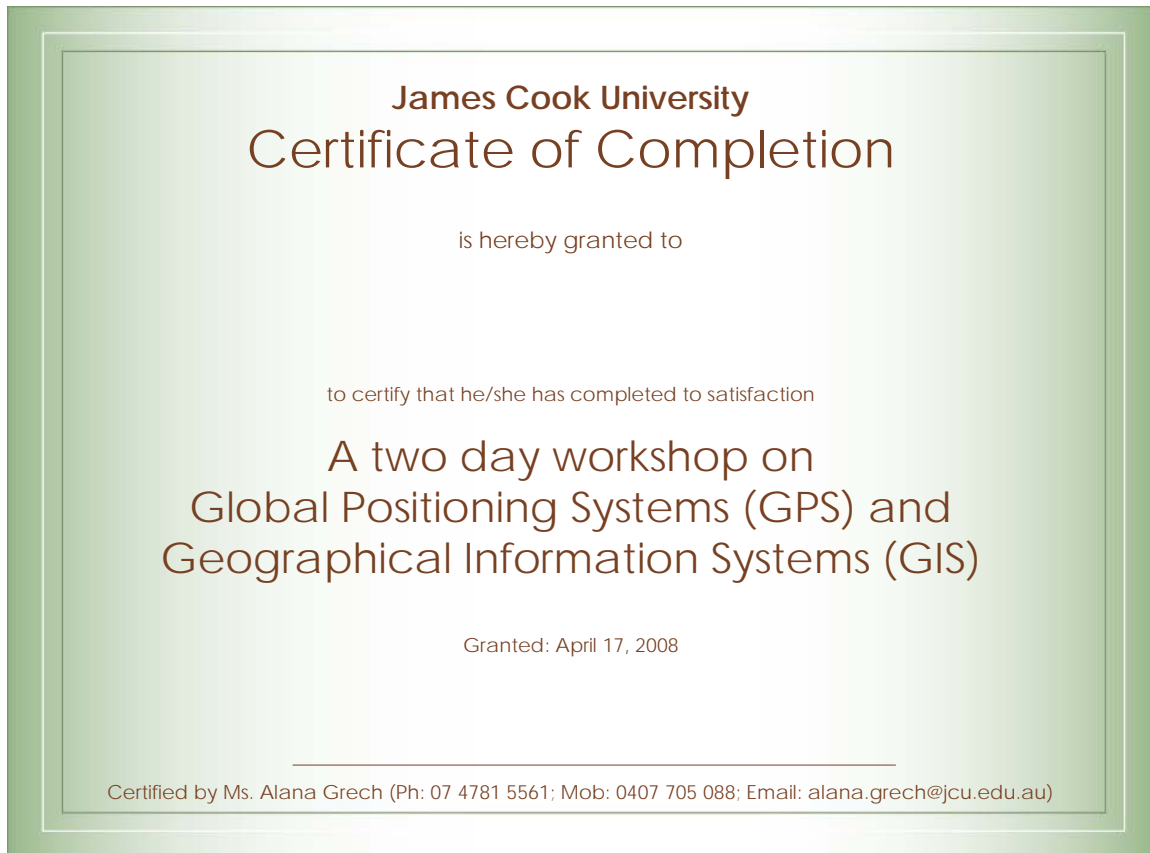 James Cook University
Certificate of Completion
is hereby granted to
to certify that he/she has completed to satisfaction
A two day workshop on
Global Positioning Systems (GPS) and
Geographical Information Systems (GIS)
Granted: April 17, 2008
Certified by Ms. Alana Grech (Ph: 07 4781 5561; Mob: 0407 705 088; Email: alana.grech@jcu.edu.au)